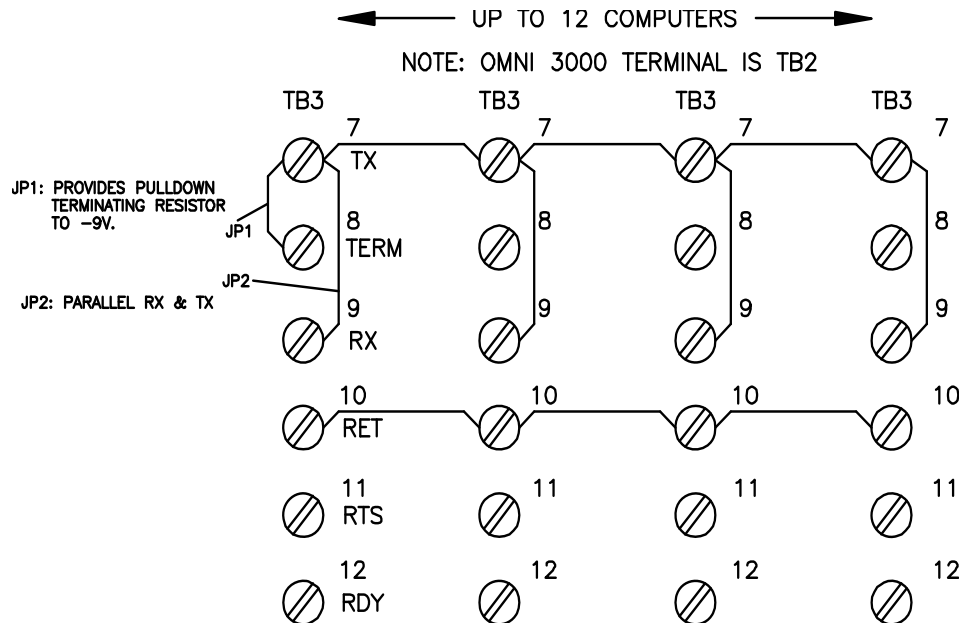 UP TO 12 COMPUTERS
NOTE: OMNI 3000 TERMINAL IS TB2
TB3 TB3 TB3 TB3
7 7 7 7
TX
JP1: PROVIDES PULLDOWN
TERMINATING RESISTOR
TO -9V.
JP1
8 8 8 8
TERM
JP2
JP2: PARALLEL RX & TX
9 9 9 9
RX
10 10 10 10
RET
11 11 11 11
RTS
12 12 12 12
RDY